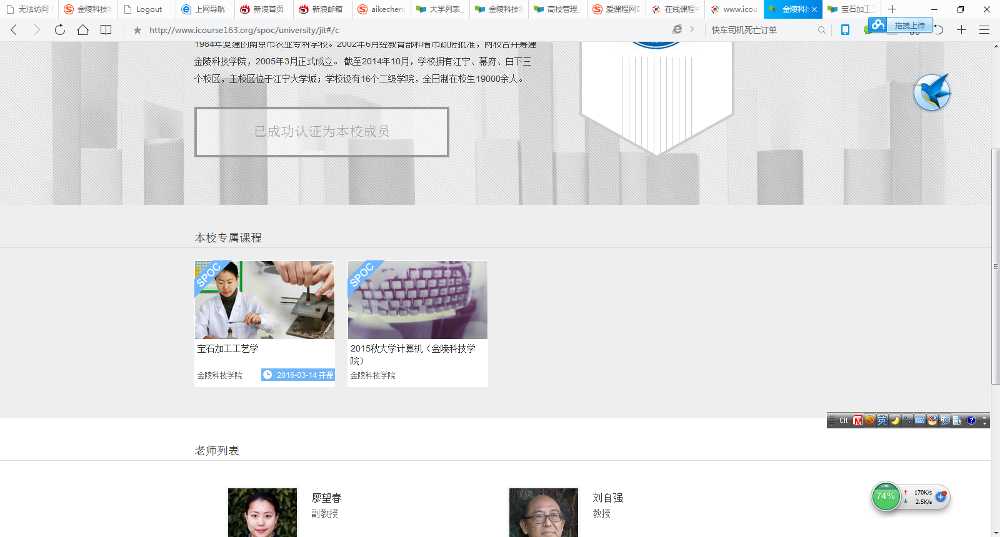 无法访问
金陵科技学
Logout
上网导航
新浪首页
新浪邮箱
aikecheng
大学列表_
金陵科技学
高校管理_
爱课程网官
在线课程中
www.icou
金陵科技
宝石加工工
http://www.icourse163.org/spoc/university/jit#/c
快车司机死亡订单
拖拽上传
1984年复建的南京市农业专科学校。2002年6月经教育部和省市政府批准，两校合并筹建
金陵科技学院，2005年3月正式成立。 截至2014年10月，学校拥有江宁、幕府、白下三
个校区，主校区位于江宁大学城；学校设有16个二级学院，全日制在校生19000余人。
已成功认证为本校成员
本校专属课程
SPOC
SPOC
宝石加工工艺学
金陵科技学院
2016-03-14 开课
2015秋大学计算机（金陵科技学
院）
金陵科技学院
CH
英
老师列表
廖望春
副教授
刘自强
教授
74%
170K/s
2.5K/s